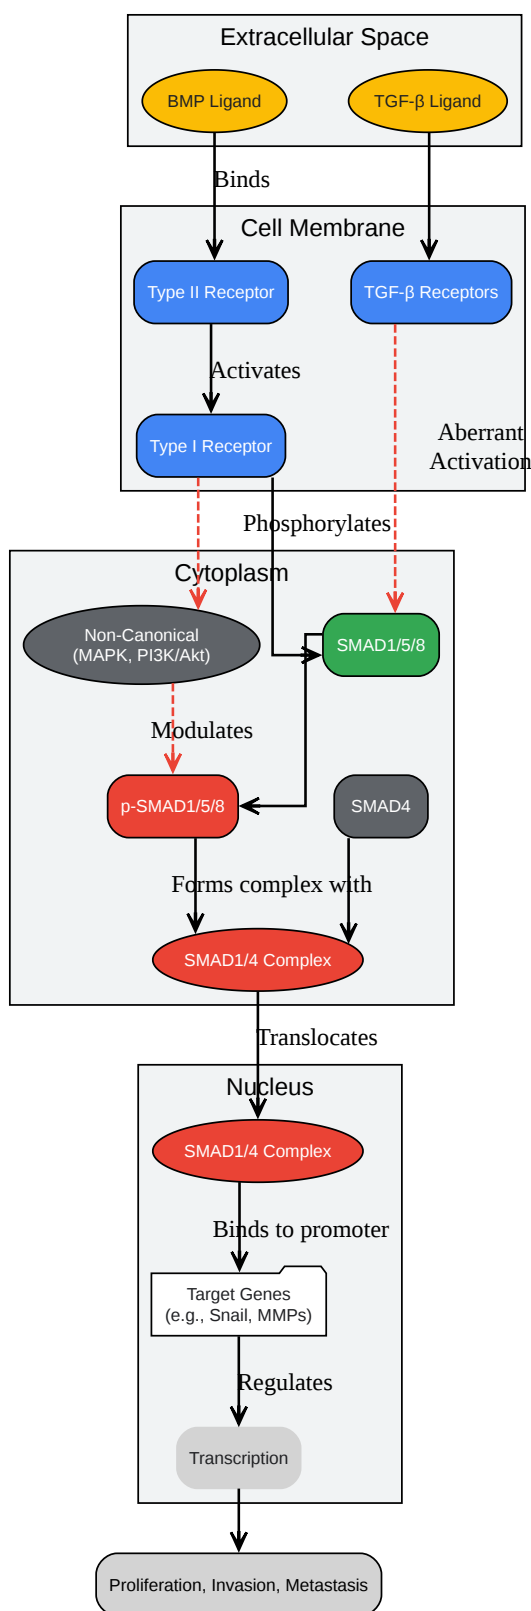 Extracellular Space
BMP Ligand
TGF-β Ligand
Binds
Cell Membrane
Type II Receptor
TGF-β Receptors
Activates
Type I Receptor
Aberrant
Activation
Phosphorylates
Cytoplasm
Non-Canonical
(MAPK, PI3K/Akt)
SMAD1/5/8
Modulates
p-SMAD1/5/8
SMAD4
Forms complex with
SMAD1/4 Complex
Translocates
Nucleus
SMAD1/4 Complex
Binds to promoter
Target Genes
(e.g., Snail, MMPs)
Regulates
Transcription
Proliferation, Invasion, Metastasis